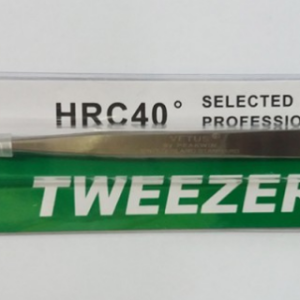 HRC40°
SELECTED
PROFESSIO
TWEEZER